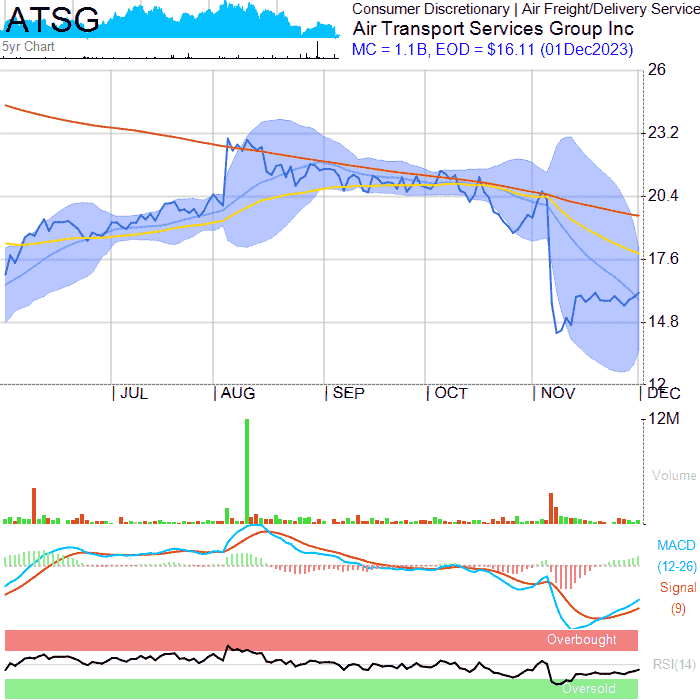 ATSG
5yr Chart
Consumer Discretionary | Air Freight/Delivery Service
Air Transport Services Group Inc
MC = 1.1B, EOD = $16.11 (01Dec2023)
26
23.2
20.4
17.6
14.8
12
JUL AUG SEP OCT NOV DEC
12M
Volume
MACD
(12-26)
Signal
(9)
Overbought
RSI(14)
Oversold